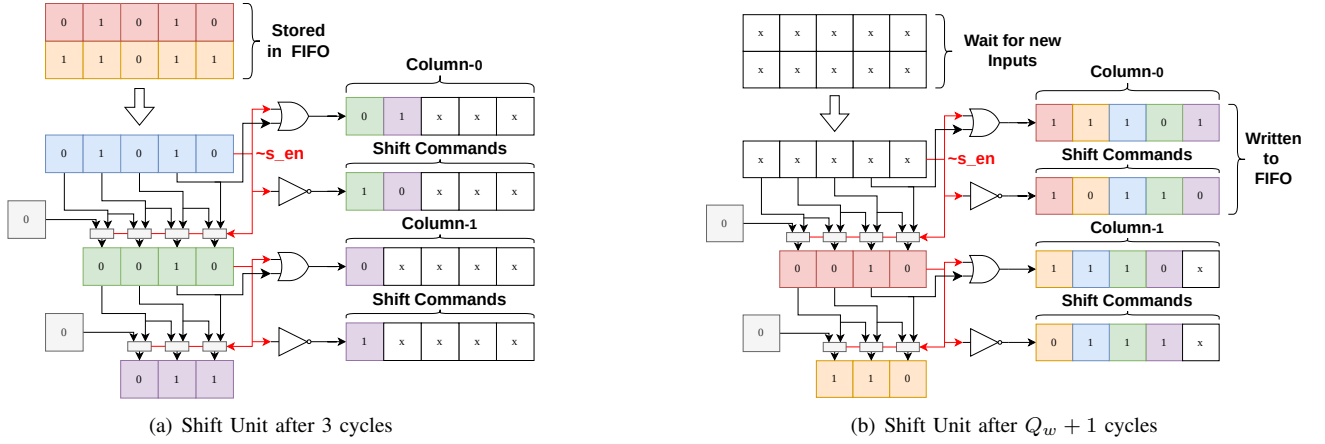 0 1 0 1 0
1 1 0 1 1
Stored
in FIFO
Column-0
0 1 x x x
0 1 0 1 0
~s_en
Shift Commands
1 0 x x x
0
Column-1
0 x x x x
0 0 1 0
Shift Commands
0
1 x x x x
0 1 1
(a) Shift Unit after 3 cycles
x x x x x
x x x x x
Wait for new
Inputs
Column-0
1 1 1 0 1
Written
to
FIFO
x x x x x
~s_en
Shift Commands
1 0 1 1 0
0
Column-1
1 1 1 0 x
0 0 1 0
Shift Commands
0
0 1 1 1 x
1 1 0
(b) Shift Unit after Q_w + 1 cycles